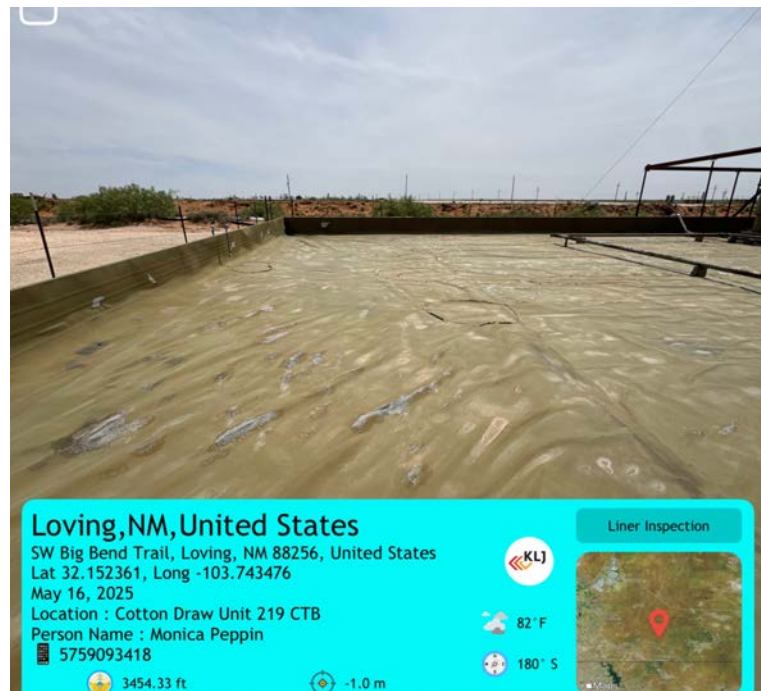 Loving,NM,United States
SW Big Bend Trail, Loving, NM 88256, United States
Lat 32.152361, Long -103.743476
May 16, 2025
Location : Cotton Draw Unit 219 CTB
Person Name : Monica Peppin
5759093418
3454.33 ft
-1.0 m
KLJ
82°F
180° S
Liner Inspection